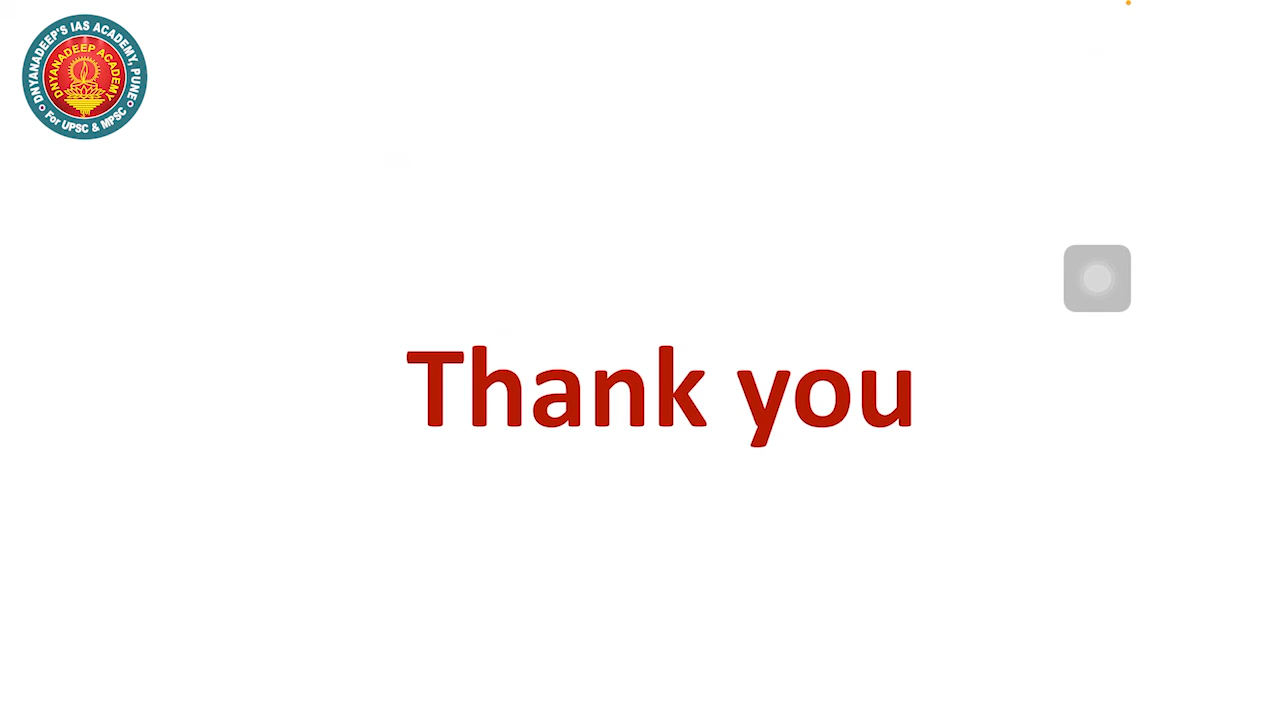 DNYANADEEP'S IAS ACADEMY, PUNE
DNYANADEEP ACADEMY
For UPSC & MPSC
Thank you